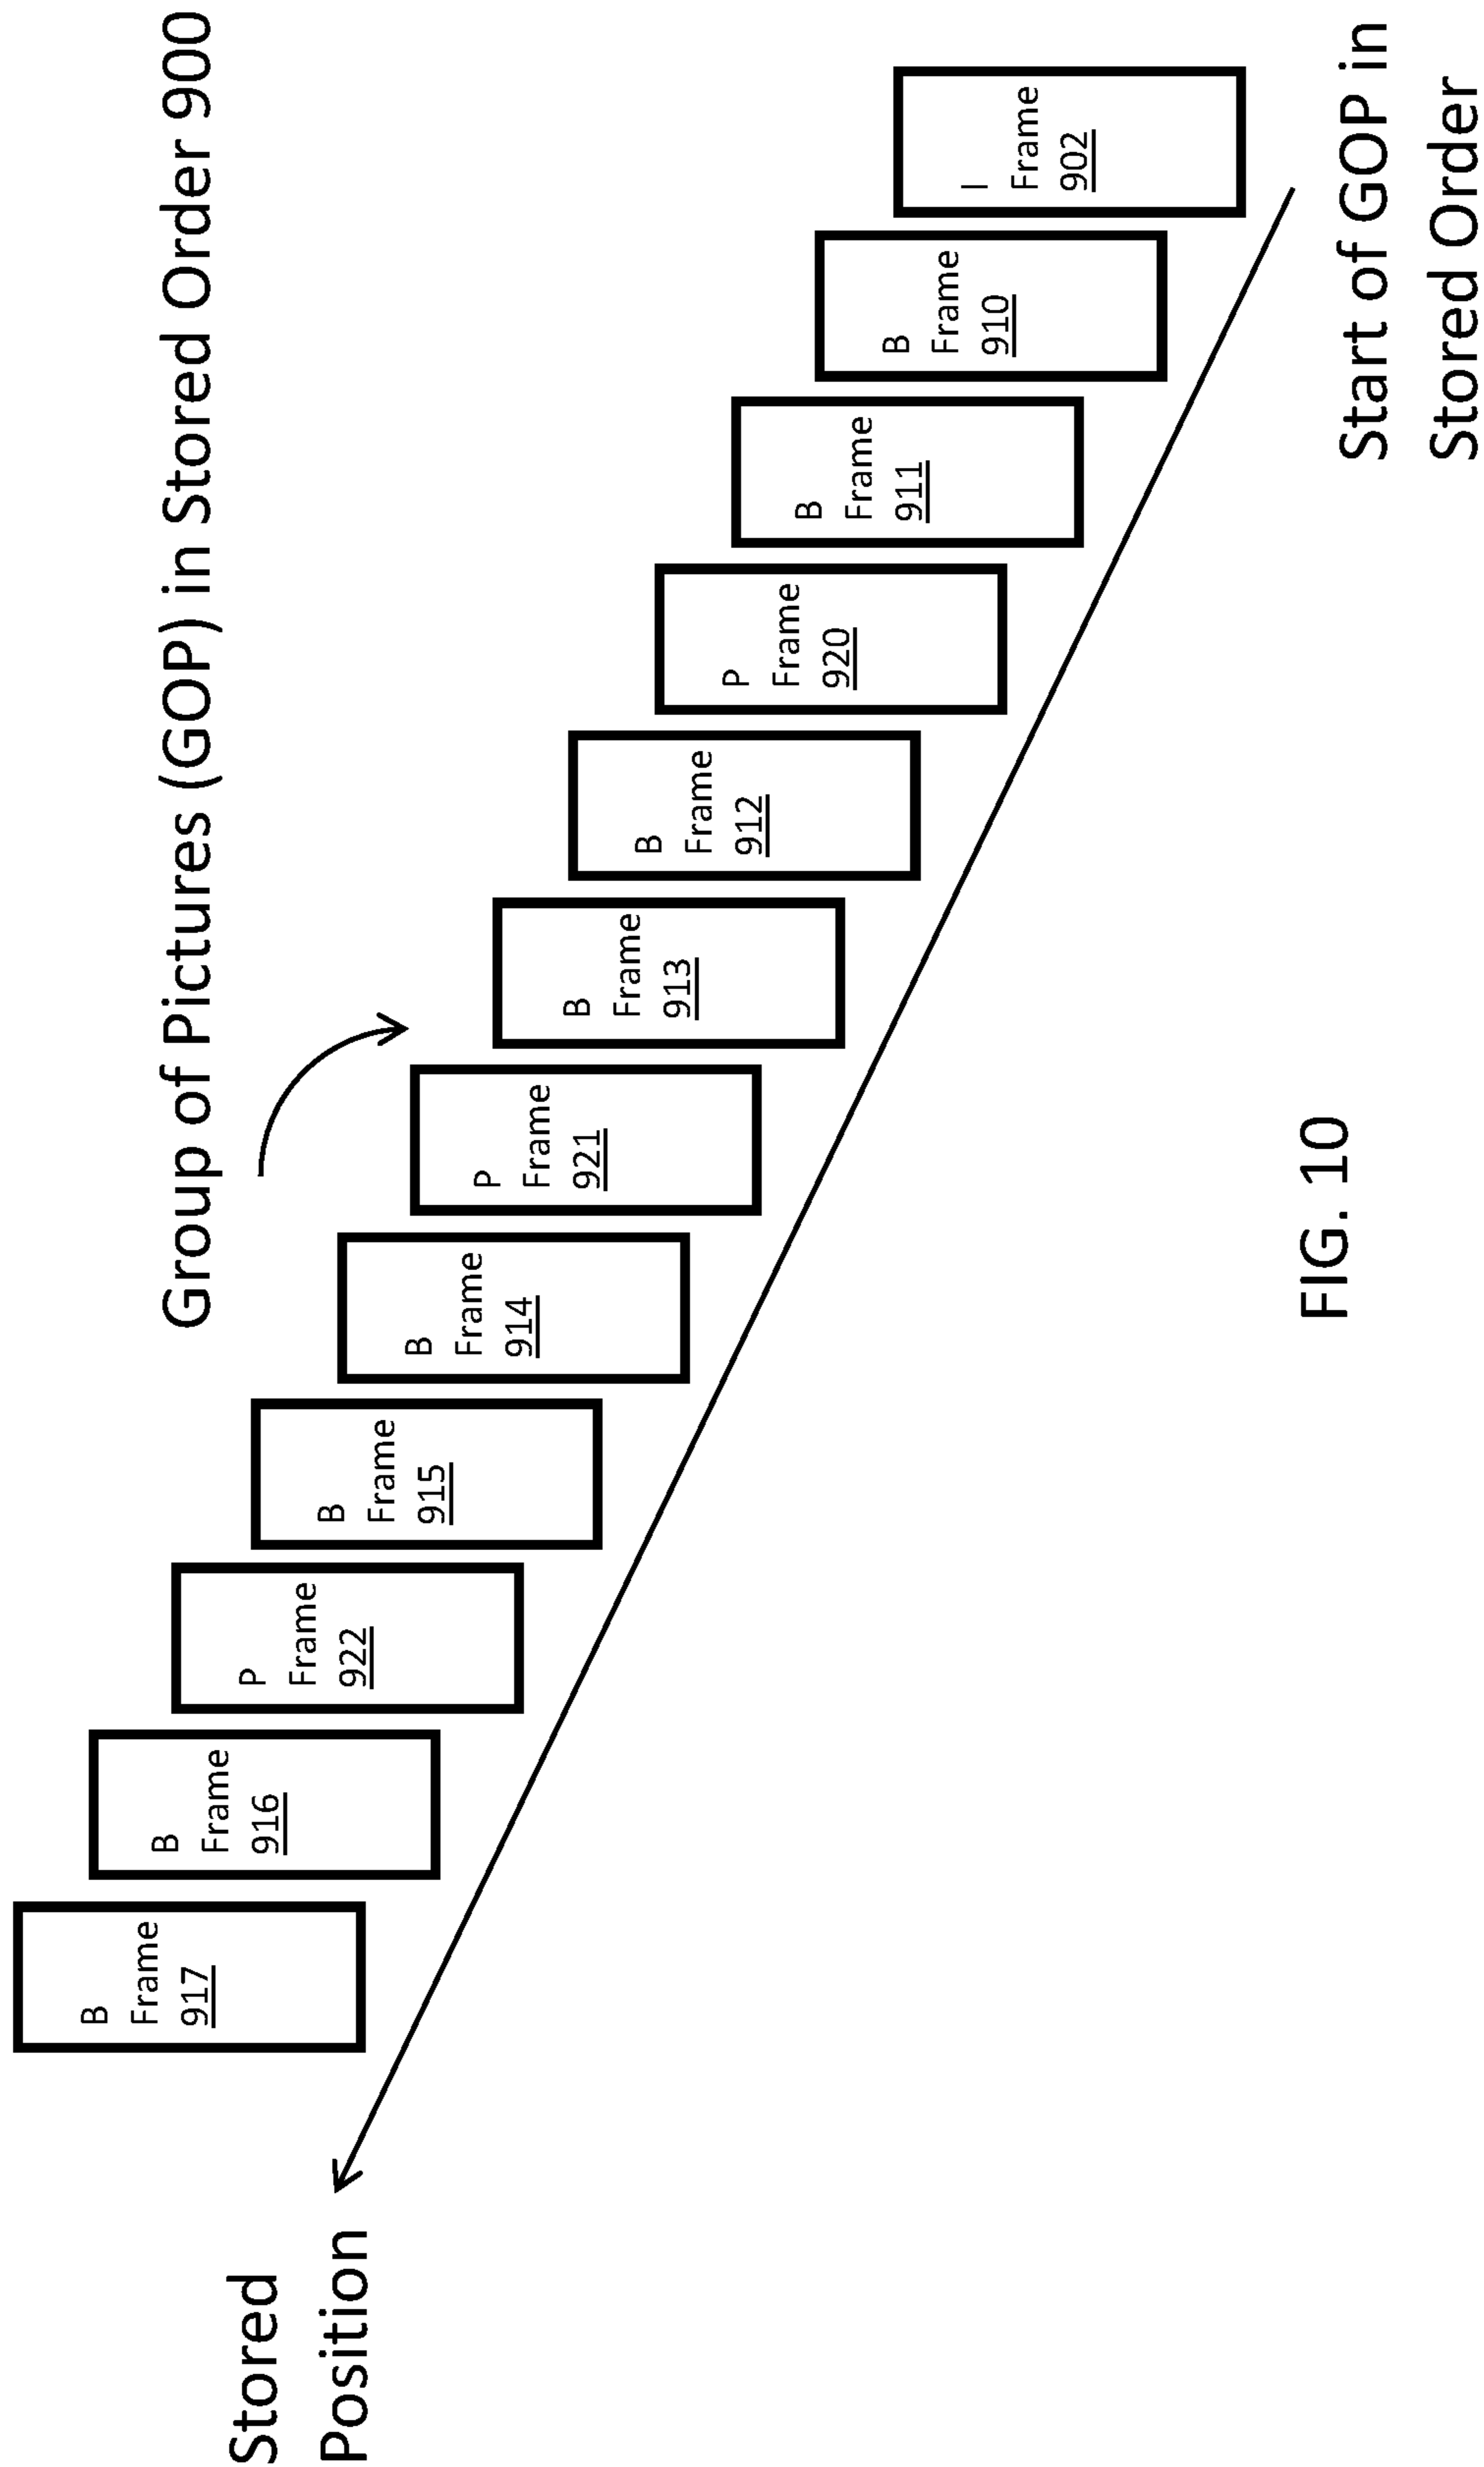 Group of Pictures (GOP) in Stored Order 900
B
Frame
917
B
Frame
916
P
Frame
922
B
Frame
915
B
Frame
914
P
Frame
921
B
Frame
913
B
Frame
912
P
Frame
920
B
Frame
911
B
Frame
910
I
Frame
902
Stored
Position
Start of GOP in
Stored Order
FIG. 10